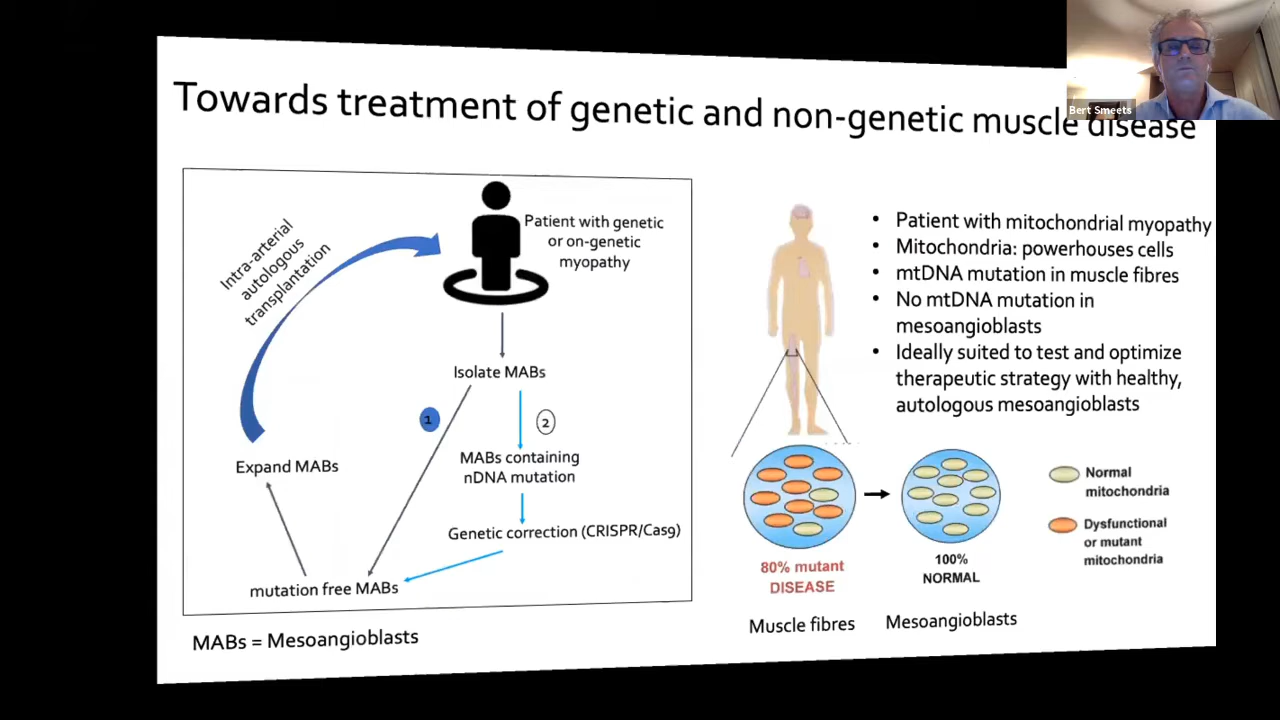 Bert Smeets
Towards treatment of genetic and non-genetic muscle disease
Intra-arterial
autologous
transplantation
Patient with genetic
or on-genetic
myopathy
Isolate MABs
1
2
MABs containing
nDNA mutation
Genetic correction (CRISPR/Cas9)
Expand MABs
mutation free MABs
MABs = Mesoangioblasts
• Patient with mitochondrial myopathy
• Mitochondria: powerhouses cells
• mtDNA mutation in muscle fibres
• No mtDNA mutation in
mesoangioblasts
• Ideally suited to test and optimize
therapeutic strategy with healthy,
autologous mesoangioblasts
80% mutant
DISEASE
Muscle fibres
100%
NORMAL
Mesoangioblasts
Normal
mitochondria
Dysfunctional
or mutant
mitochondria